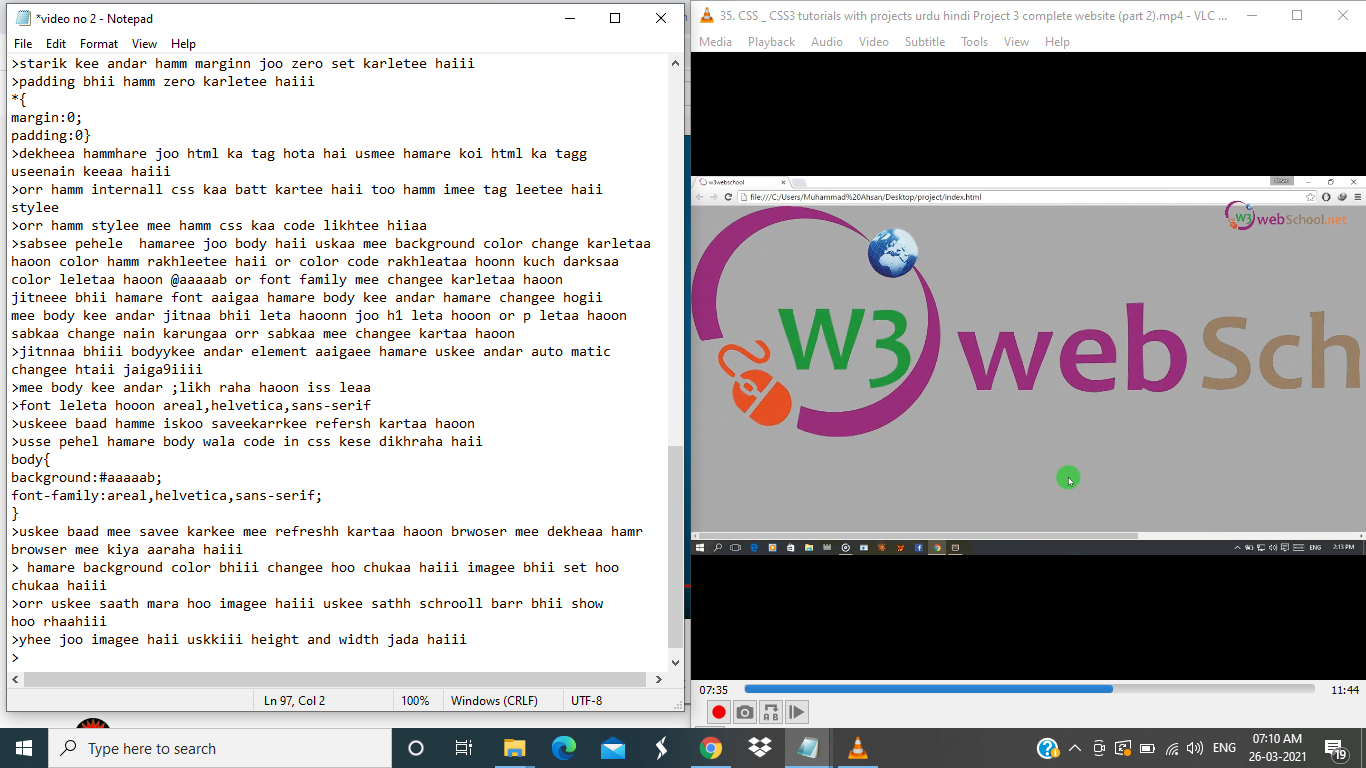 *video no 2 - Notepad
File Edit Format View Help
>starik kee andar hamm marginn joo zero set karletee haiii
>padding bhii hamm zero karletee haiii
*{
margin:0;
padding:0}
>dekheea hammhare joo html ka tag hota hai usmee hamare koi html ka tagg
useenain keeaa haiii
>orr hamm internall css kaa batt kartee haii too hamm imee tag leetee haii
stylee
>orr hamm stylee mee hamm css kaa code likhtee hiiaa
>sabsee pehele  hamaree joo body haii uskaa mee background color change karletaa
haoon color hamm rakhleetee haii or color code rakhleataa hoonn kuch darksaa
color leletaa haoon @aaaaab or font family mee changee karletaa haoon
jitneee bhii hamare font aaigaa hamare body kee andar hamare changee hogii
mee body kee andar jitnaa bhii leta haoonn joo h1 leta hooon or p letaa haoon
sabkaa change nain karungaa orr sabkaa mee changee kartaa haoon
>jitnnaa bhiii bodyykee andar element aaigaee hamare uskee andar auto matic
changee htaii jaiga9iiii
>mee body kee andar ;likh raha haoon iss leaa
>font leleta hooon areal,helvetica,sans-serif
>uskeee baad hamme iskoo saveekarrkee refersh kartaa haoon
>usse pehel hamare body wala code in css kese dikhraha haii
body{
background:#aaaaab;
font-family:areal,helvetica,sans-serif;
}
>uskee baad mee savee karkee mee refreshh kartaa haoon brwoser mee dekheaa hamr
browser mee kiya aaraha haiii
> hamare background color bhiii changee hoo chukaa haiii imagee bhii set hoo
chukaa haiii
>orr uskee saath mara hoo imagee haiii uskee sathh schrooll barr bhii show
hoo rhaahiii
>yhee joo imagee haii uskkiii height and width jada haiii
>
Ln 97, Col 2 100% Windows (CRLF) UTF-8
35. CSS _ CSS3 tutorials with projects urdu hindi Project 3 complete website (part 2).mp4 - VLC ...
Media Playback Audio Video Subtitle Tools View Help
w3webschool
Ahsan
file:///C:/Users/Muhammad%20Ahsan/Desktop/project/index.html
W3 webSchool.net
W3 webSch
ENG 2:13 PM
07:35 11:44
A B
Type here to search
ENG
07:10 AM
26-03-2021
19